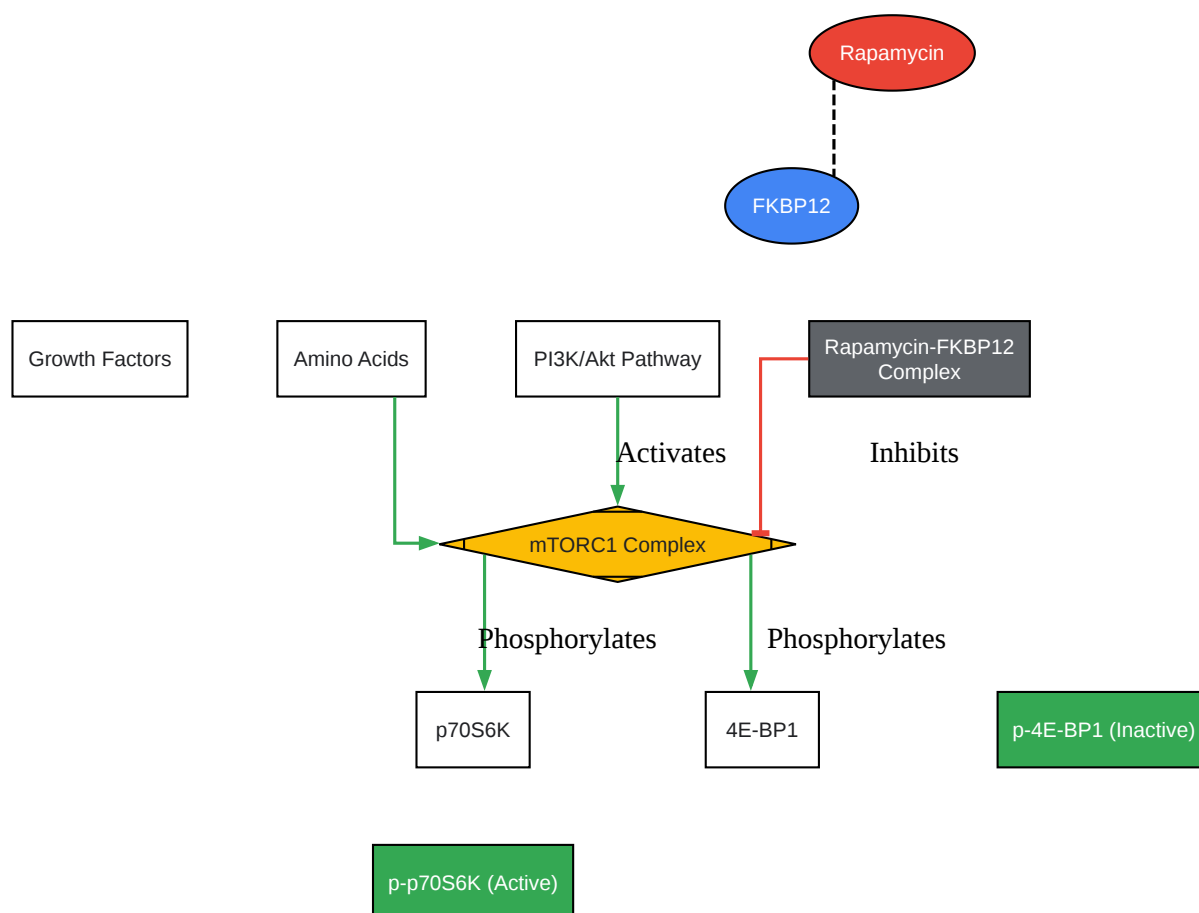 Rapamycin
FKBP12
Growth Factors
Amino Acids
PI3K/Akt Pathway
Rapamycin-FKBP12
Complex
Activates
Inhibits
mTORC1 Complex
Phosphorylates
Phosphorylates
p70S6K
4E-BP1
p-4E-BP1 (Inactive)
p-p70S6K (Active)